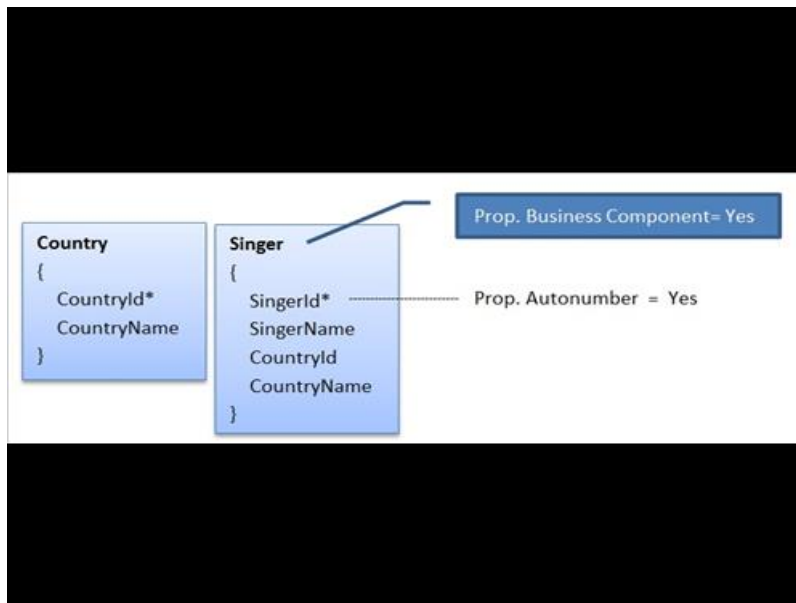 Country
{
CountryId*
CountryName
}
Singer
{
SingerId*
SingerName
CountryId
CountryName
}
Prop. Business Component= Yes
Prop. Autonumber = Yes